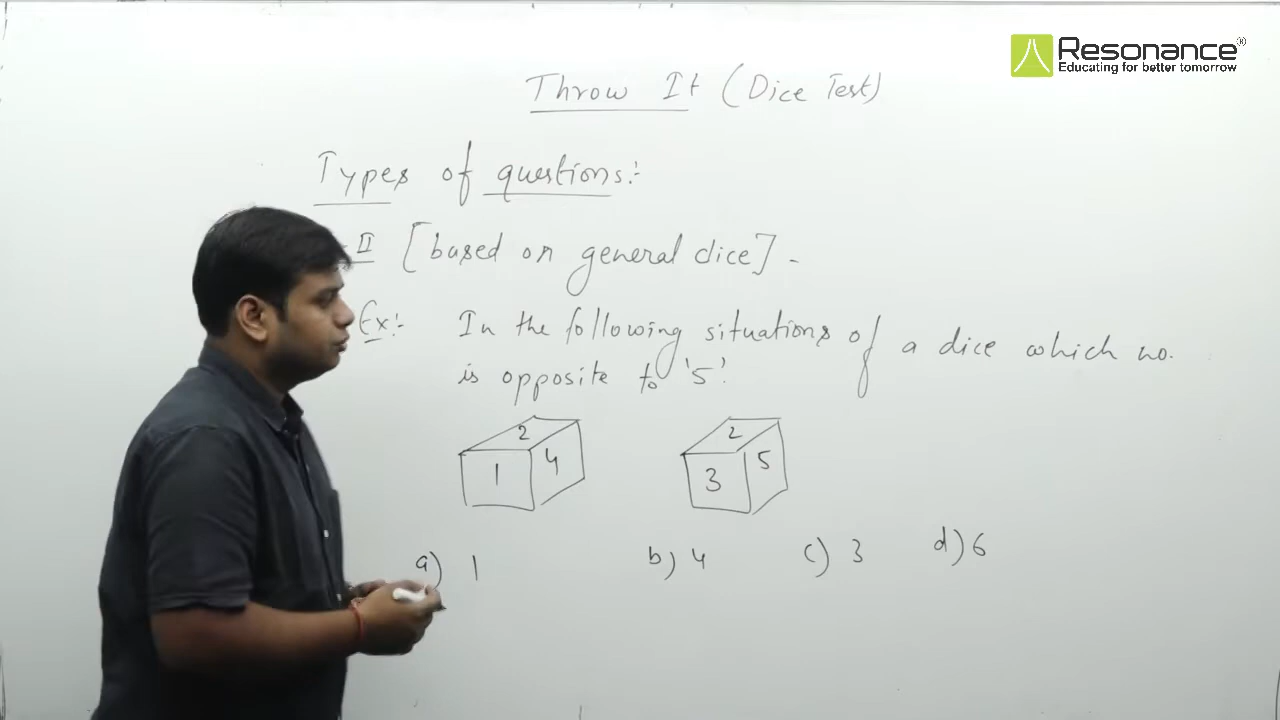 Resonance®
Educating for better tomorrow
Throw It (Dice Test)
Types of questions:-
-II [based on general dice] -
Ex:- In the following situations of a dice which no.
is opposite to '5'.
2
1 4
2
3 5
a) 1 b) 4 c) 3 d) 6